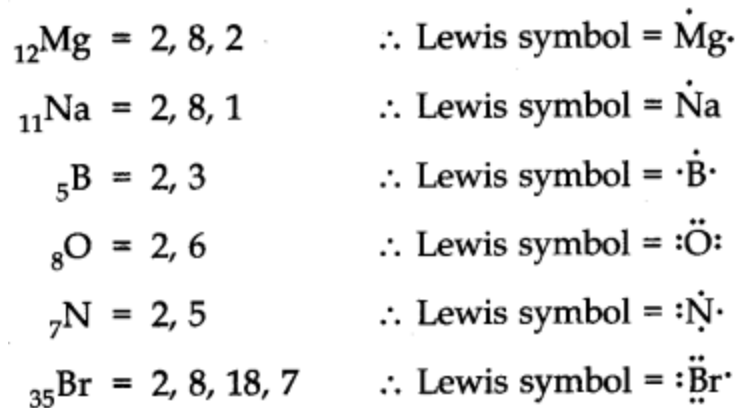 ₁₂Mg = 2, 8, 2 ∴ Lewis symbol = Ṁg·
₁₁Na = 2, 8, 1 ∴ Lewis symbol = Ṅa
₅B = 2, 3 ∴ Lewis symbol = ·Ḃ·
₈O = 2, 6 ∴ Lewis symbol = :Ö:
₇N = 2, 5 ∴ Lewis symbol = :Ṇ̇·
₃₅Br = 2, 8, 18, 7 ∴ Lewis symbol = :B̤̈r·